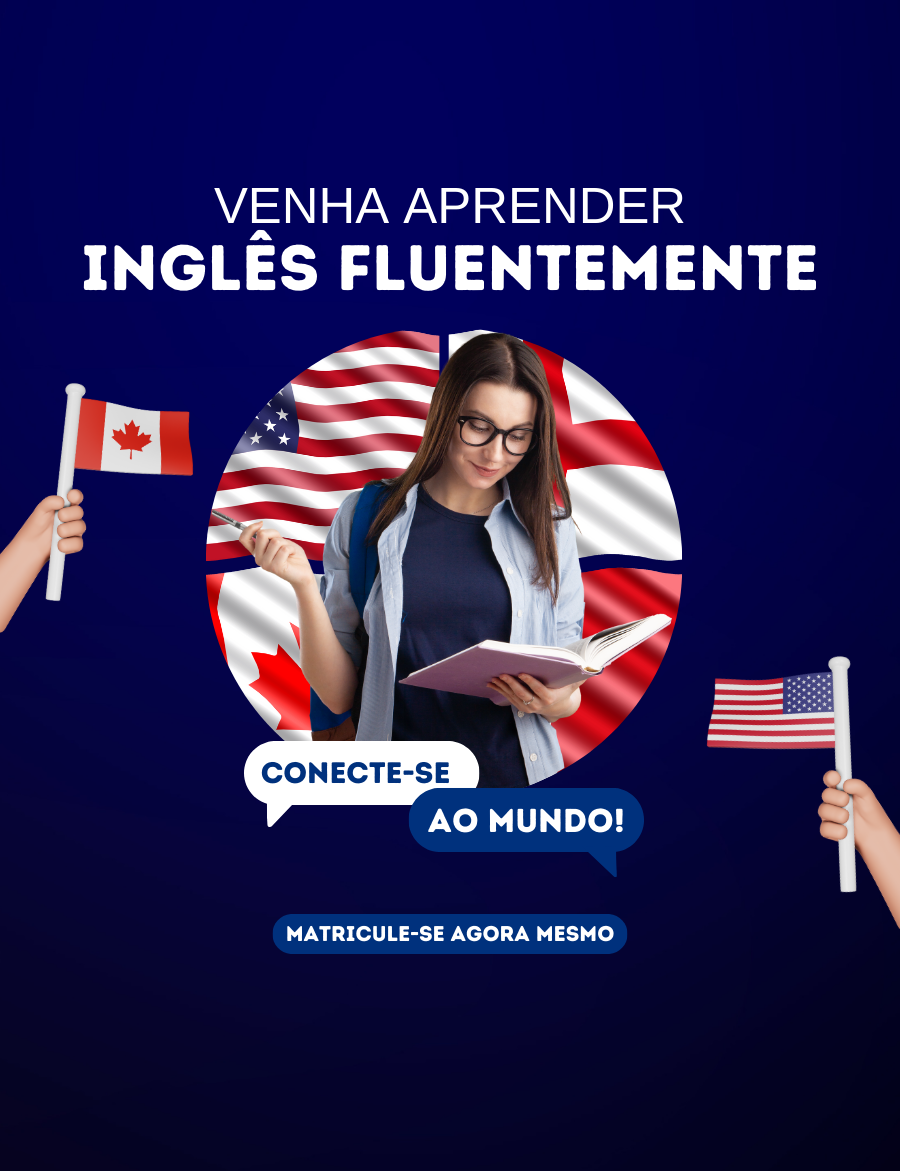 VENHA APRENDER
INGLÊS FLUENTEMENTE
CONECTE-SE
AO MUNDO!
MATRICULE-SE AGORA MESMO